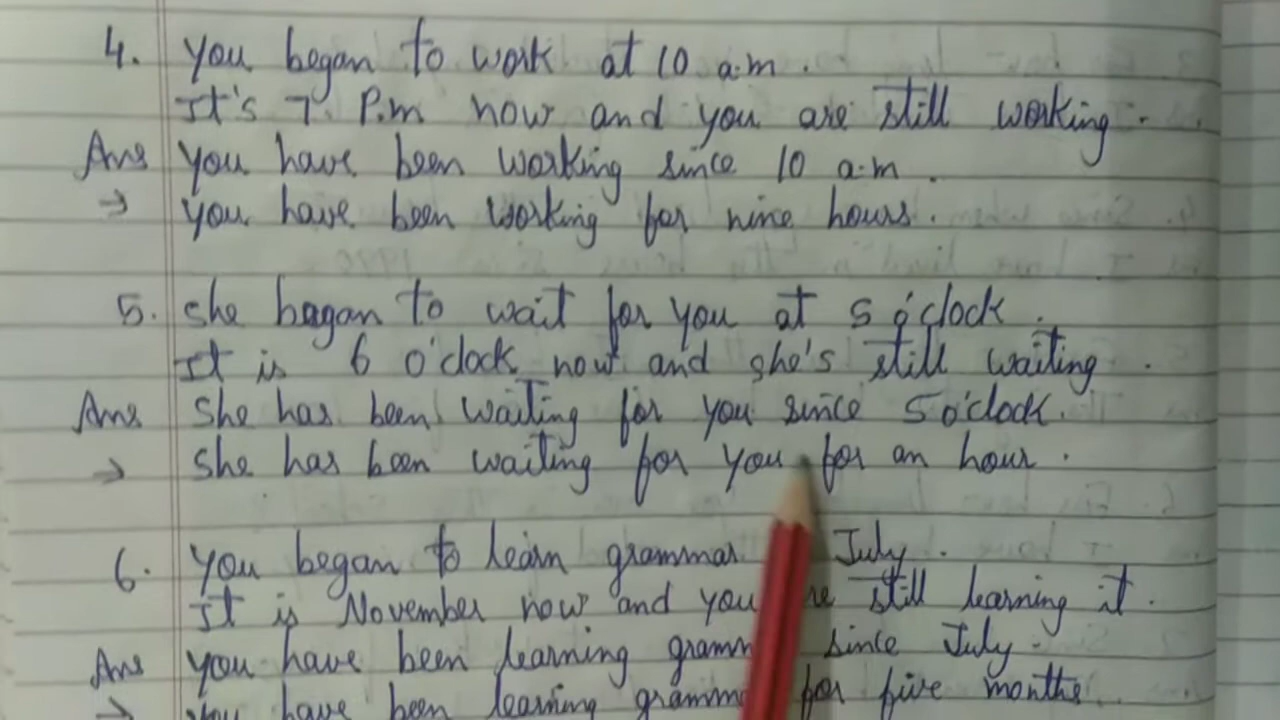 4. You began to work at 10 a.m.
It's 7 P.m now and you are still working.
Ans You have been working since 10 a.m.
→ You have been working for nine hours.
5. She began to wait for you at 5 o'clock.
It is 6 o'clock now and she's still waiting.
Ans She has been waiting for you since 5 o'clock.
→ She has been waiting for you for an hour.
6. You began to learn grammar July.
It is November now and you still learning it.
Ans You have been learning since July.
→ You have been learning for five months.